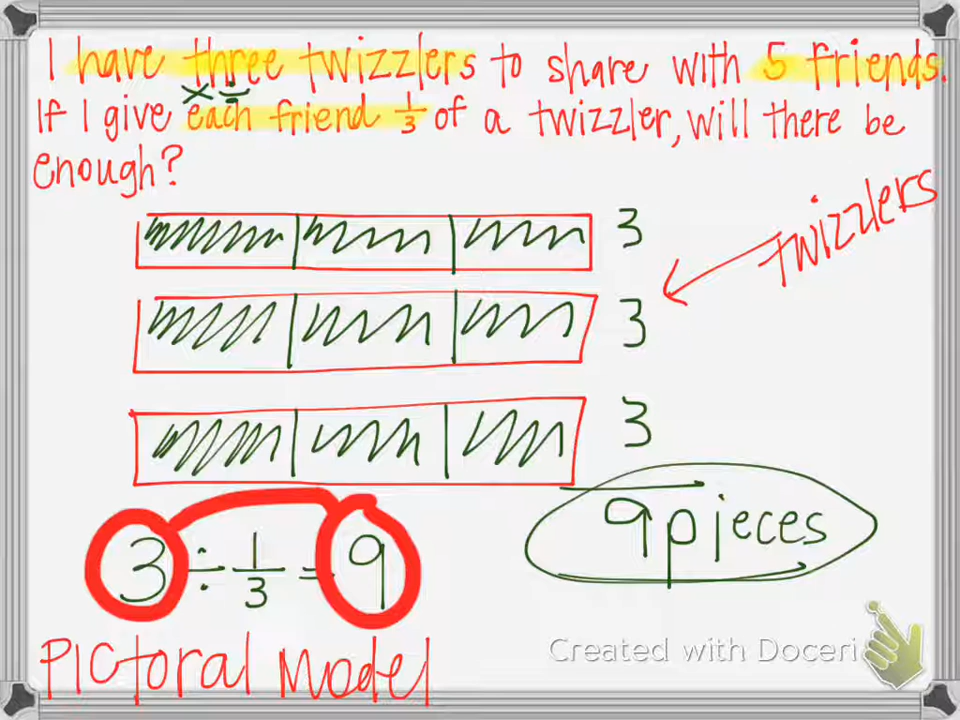 I have three twizzlers to share with 5 friends.
× ÷
If I give each friend 1/3 of a twizzler, will there be
enough?
3
twizzlers
3
3
9 pieces
3 ÷ 1/3 = 9
Created with Doceri
Pictoral Model